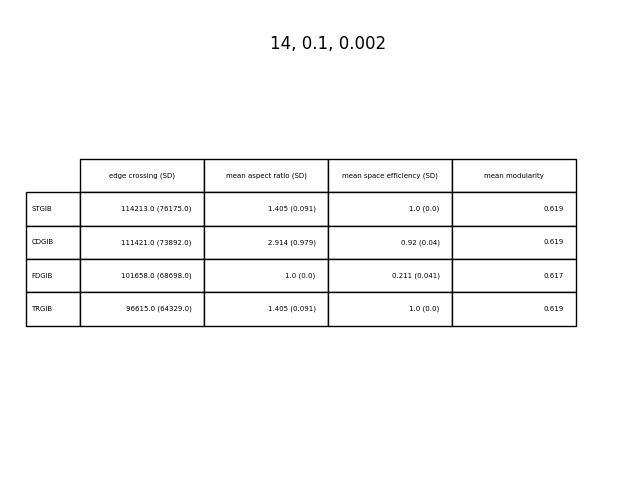 14, 0.1, 0.002
edge crossing (SD) mean aspect ratio (SD) mean space efficiency (SD) mean modularity
STGIB 114213.0 (76175.0) 1.405 (0.091) 1.0 (0.0) 0.619
CDGIB 111421.0 (73892.0) 2.914 (0.979) 0.92 (0.04) 0.619
FDGIB 101658.0 (68698.0) 1.0 (0.0) 0.211 (0.041) 0.617
TRGIB 96615.0 (64329.0) 1.405 (0.091) 1.0 (0.0) 0.619